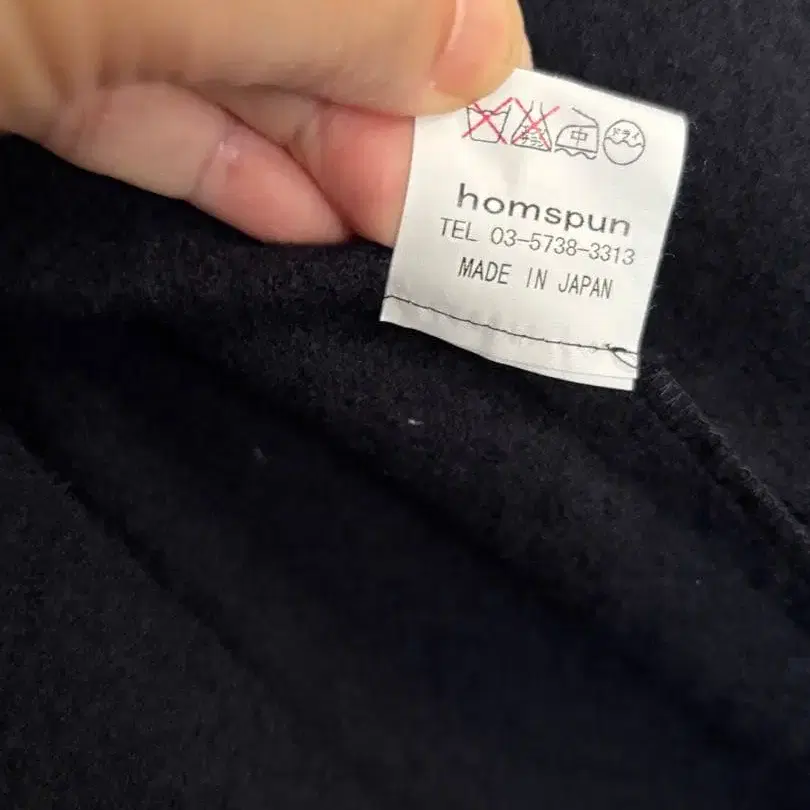 中 ドライ
homspun
TEL 03-5738-3313
MADE IN JAPAN